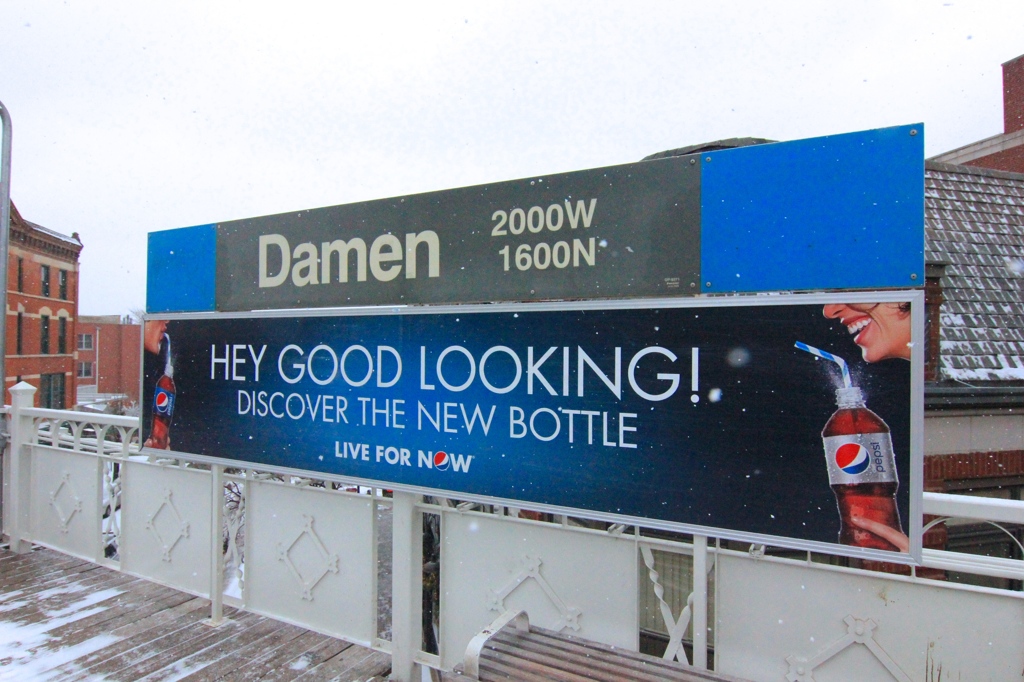 Damen
2000W
1600N
HEY GOOD LOOKING!
DISCOVER THE NEW BOTTLE
LIVE FOR NOW
pepsi